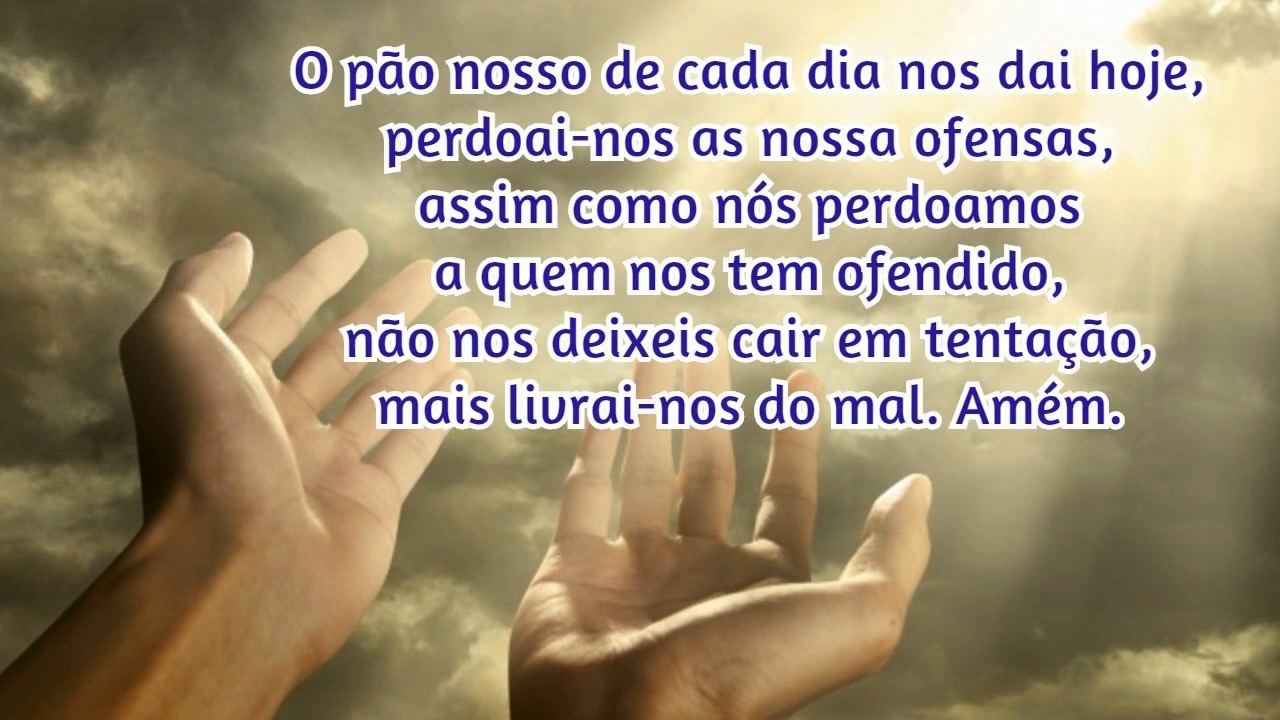 O pão nosso de cada dia nos dai hoje,
perdoai-nos as nossa ofensas,
assim como nós perdoamos
a quem nos tem ofendido,
não nos deixeis cair em tentação,
mais livrai-nos do mal. Amém.